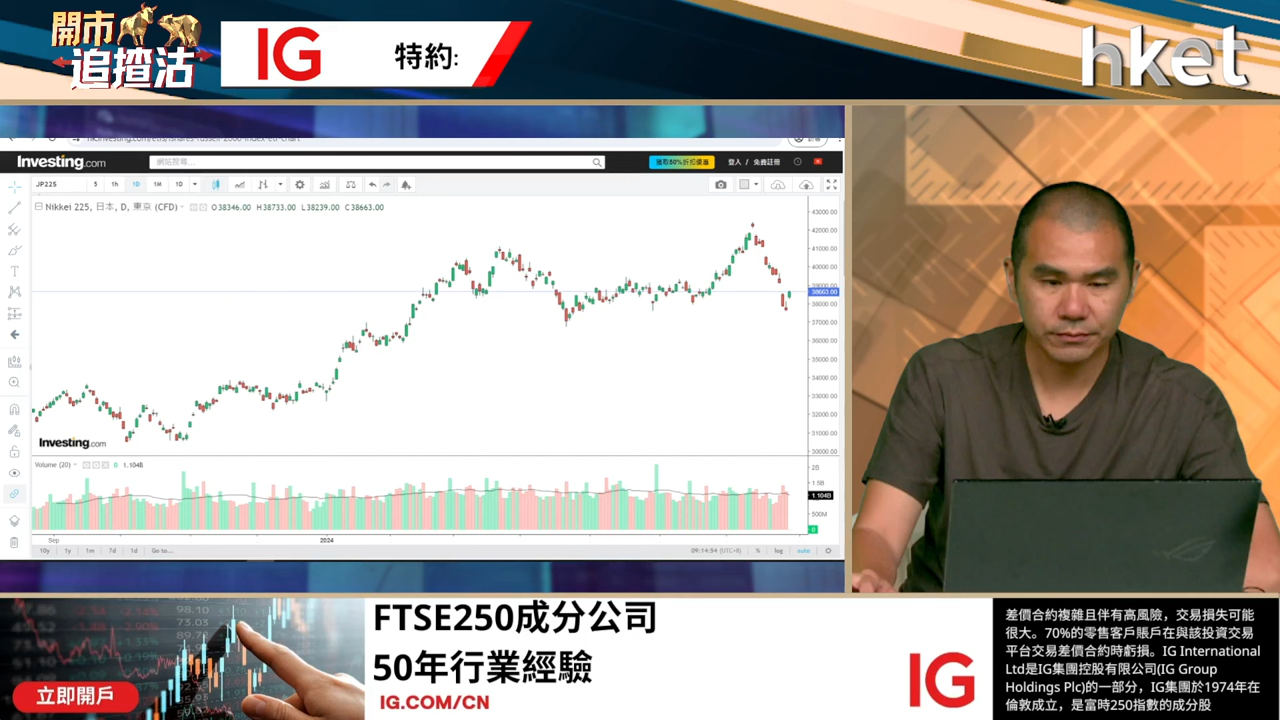 開市
追揸沽
IG
特約:
hket
Investing.com
網站搜尋...
獲取50%折扣優惠
登入 / 免費註冊
JP225
5
1h
1D
1M
1D
Nikkei 225, 日本, D, 東京 (CFD)
O38346.00 H38733.00 L38239.00 C38663.00
43000.00
42000.00
41000.00
40000.00
39000.00
38663.00
38000.00
37000.00
36000.00
35000.00
34000.00
33000.00
32000.00
31000.00
30000.00
Investing.com
Volume (20)
0 1.104B
2B
1.5B
1.104B
500M
0
Sep
2024
10y
1y
1m
7d
1d
Go to...
09:14:54 (UTC+8)
%
log
auto
立即開戶
FTSE250成分公司
50年行業經驗
IG.COM/CN
IG
差價合約複雜且伴有高風險，交易損失可能
很大。70%的零售客戶賬戶在與該投資交易
平台交易差價合約時虧損。IG International
Ltd是IG集團控股有限公司(IG Group
Holdings Plc)的一部分，IG集團於1974年在
倫敦成立，是富時250指數的成分股